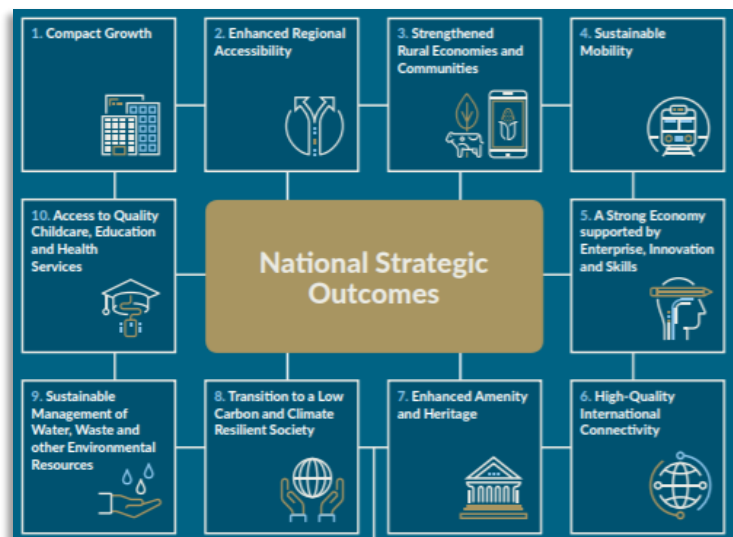 1. Compact Growth
2. Enhanced Regional
Accessibility
3. Strengthened
Rural Economies and
Communities
4. Sustainable
Mobility
10. Access to Quality
Childcare, Education
and Health
Services
National Strategic
Outcomes
5. A Strong Economy
supported by
Enterprise, Innovation
and Skills
9. Sustainable
Management of
Water, Waste and
other Environmental
Resources
8. Transition to a Low
Carbon and Climate
Resilient Society
7. Enhanced Amenity
and Heritage
6. High-Quality
International
Connectivity